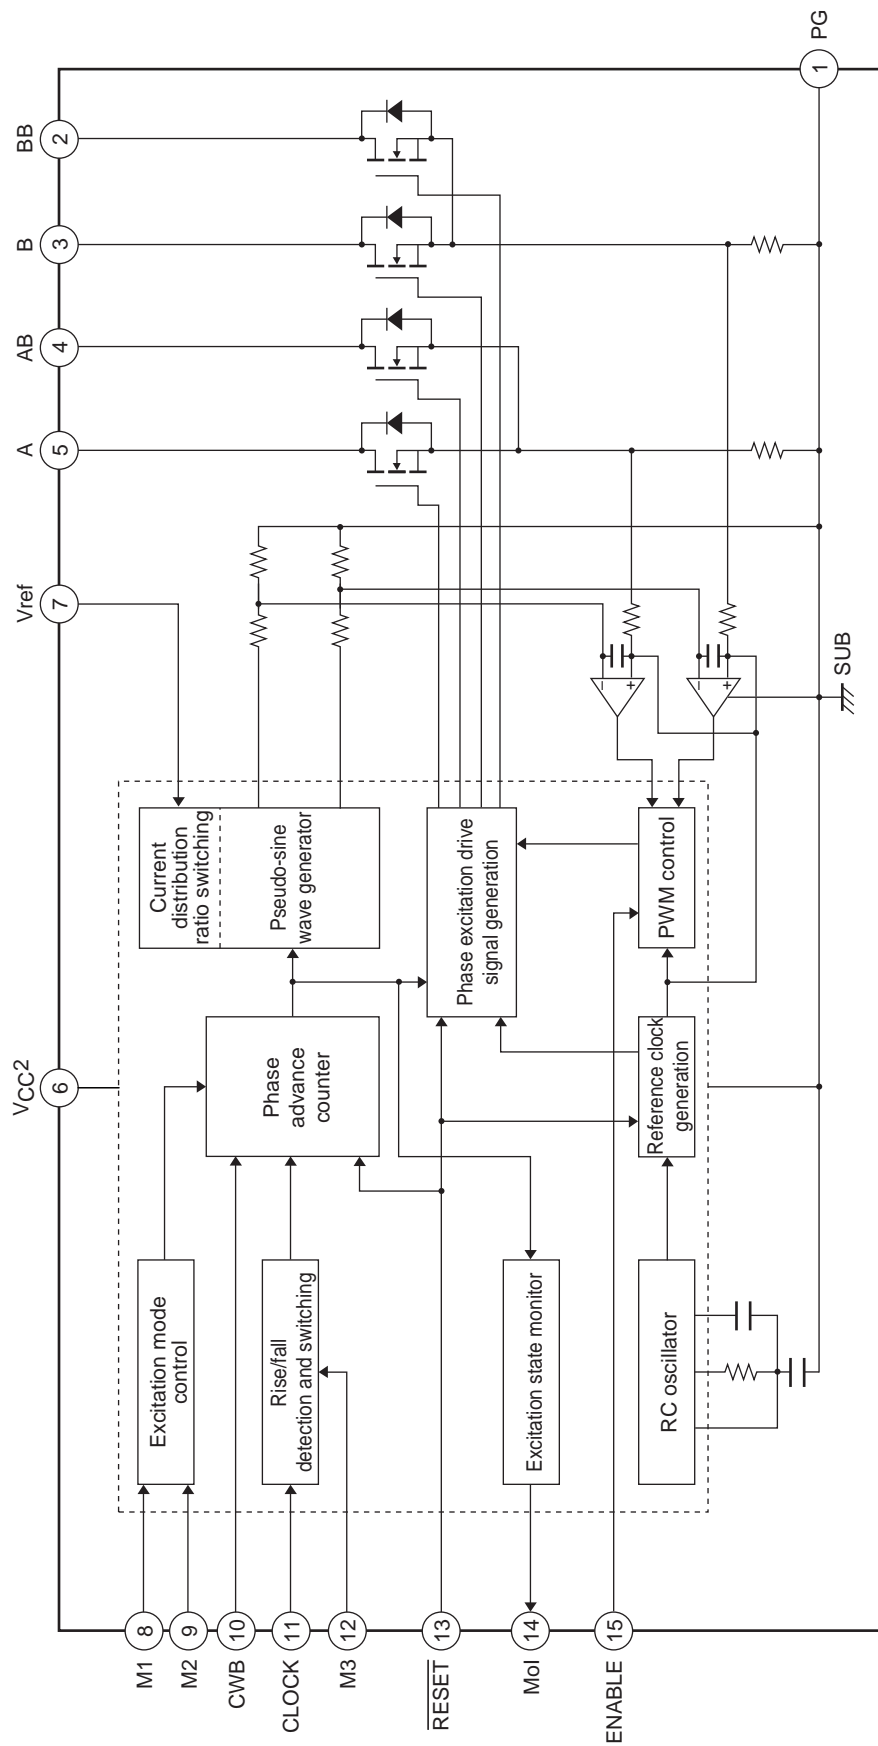 VCC2
6
Vref
7
A
5
AB
4
B
3
BB
2
PG
1
M1
8
M2
9
CWB
10
CLOCK
11
M3
12
RESET
13
MoI
14
ENABLE
15
Excitation mode
control
Rise/fall
detection and switching
Phase
advance
counter
Current
distribution
ratio switching
Pseudo-sine
wave generator
Phase excitation drive
signal generation
Excitation state monitor
RC oscillator
Reference clock
generation
PWM control
–
+
–
+
SUB